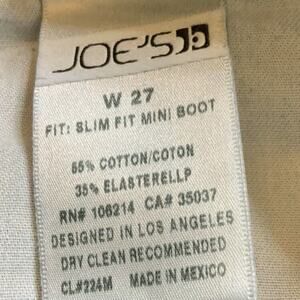 JOE'S
W 27
FIT: SLIM FIT MINI BOOT
65% COTTON/COTON
35% ELASTERELLP
RN# 106214 CA# 35037
DESIGNED IN LOS ANGELES
DRY CLEAN RECOMMENDED
CL#224M MADE IN MEXICO